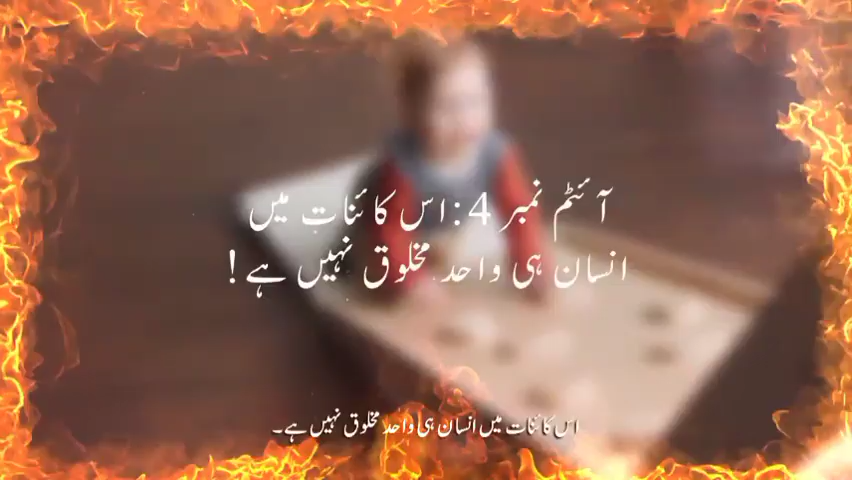 آئٹم نمبر 4: اس کائنات میں
انسان ہی واحد مخلوق نہیں ہے!
اس کائنات میں انسان ہی واحد مخلوق نہیں ہے۔